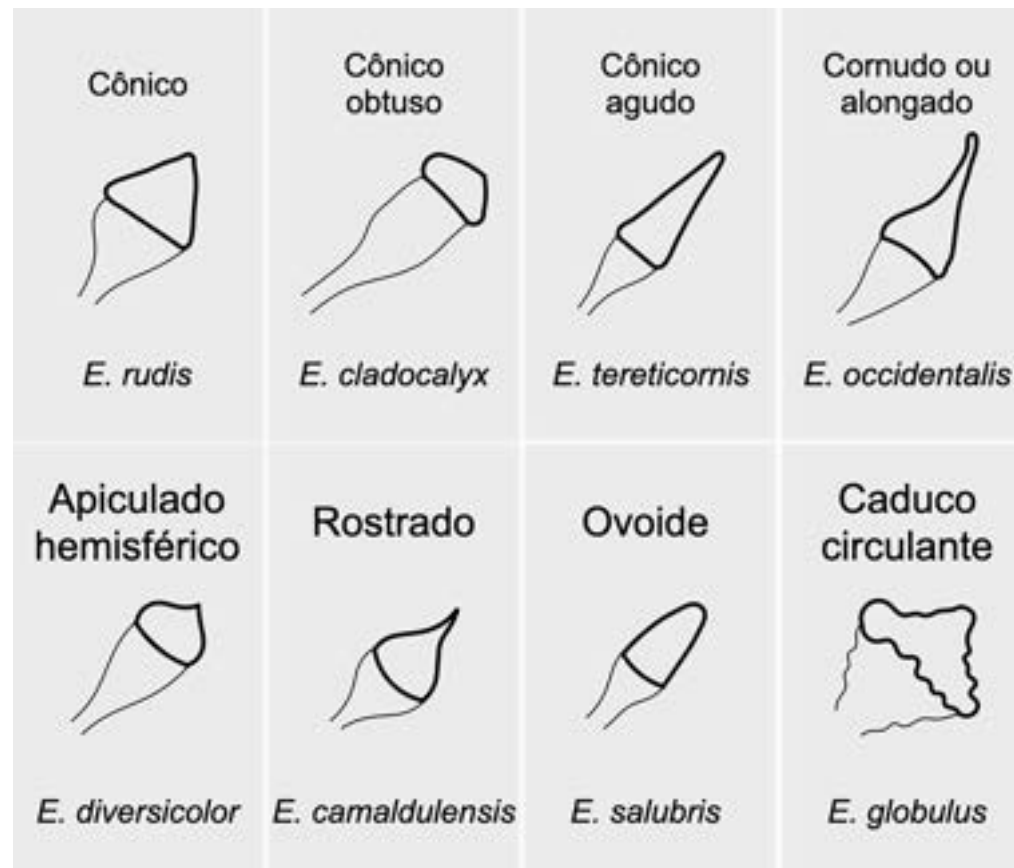 Cônico
Cônico
obtuso
Cônico
agudo
Cornudo ou
alongado
E. rudis
E. cladocalyx
E. tereticornis
E. occidentalis
Apiculado
hemisférico
Rostrado
Ovoide
Caduco
circulante
E. diversicolor
E. camaldulensis
E. salubris
E. globulus